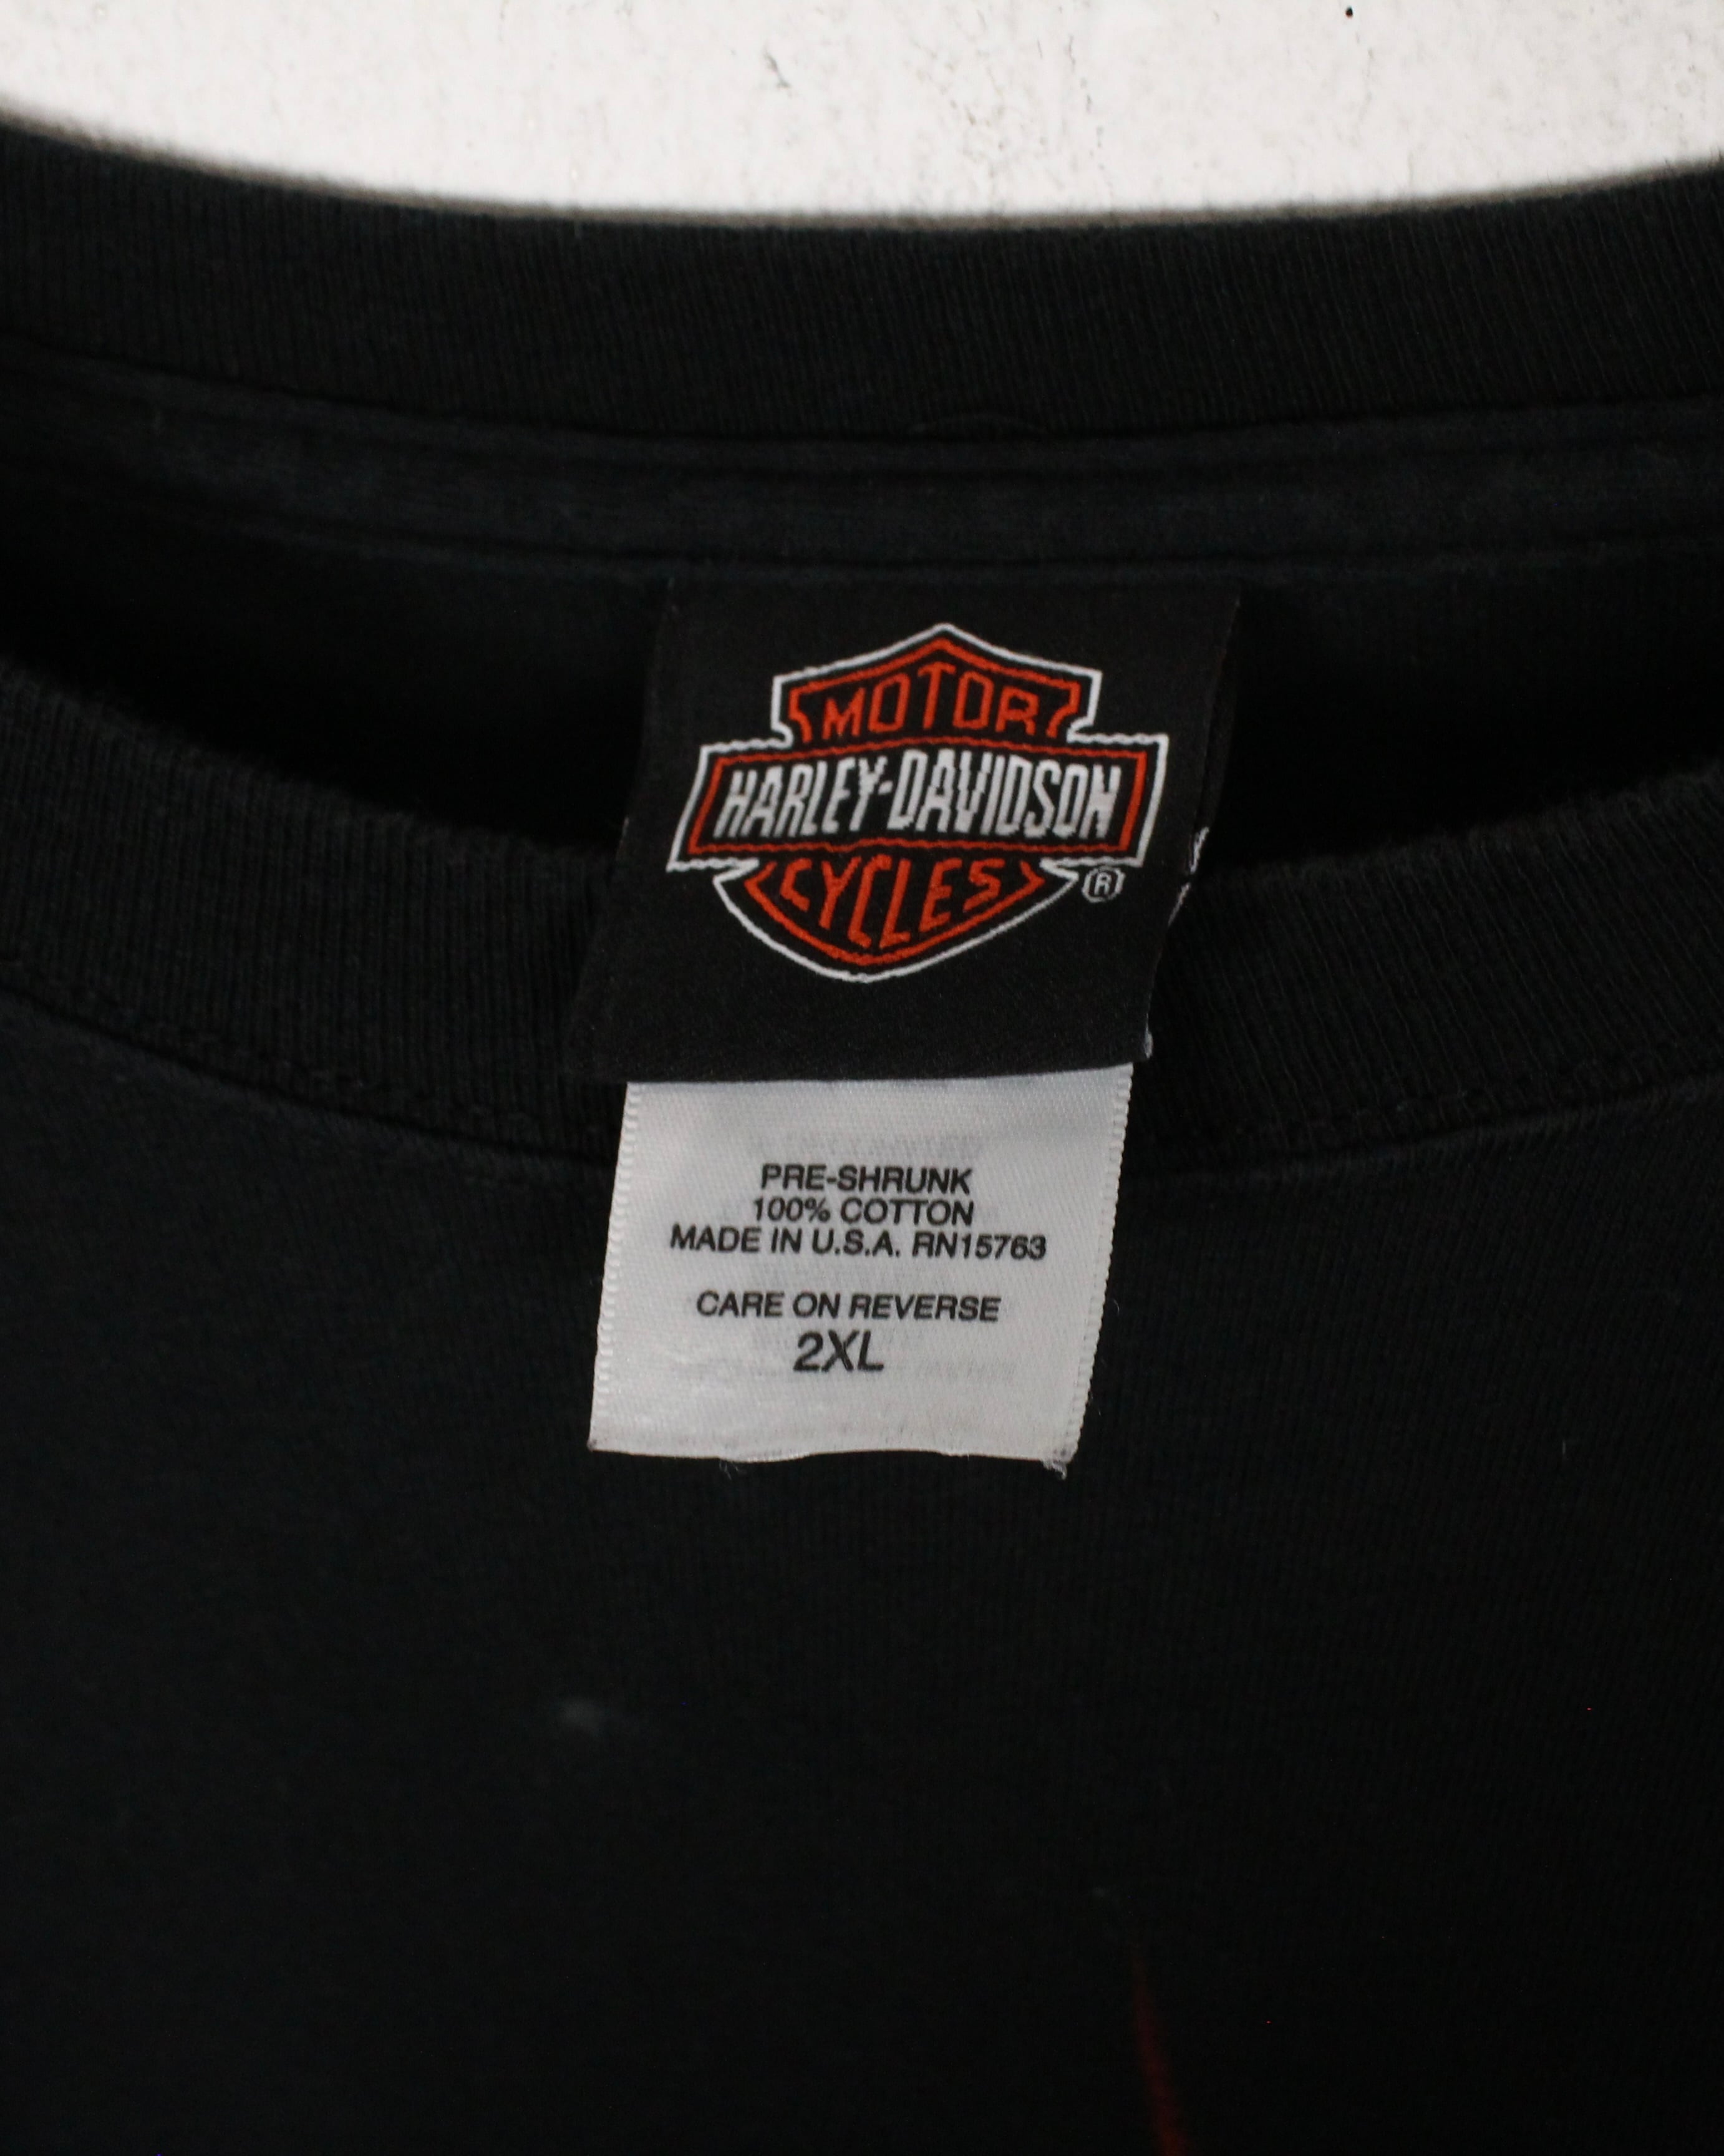 MOTOR
HARLEY-DAVIDSON
CYCLES
®
PRE-SHRUNK
100% COTTON
MADE IN U.S.A. RN15763
CARE ON REVERSE
2XL